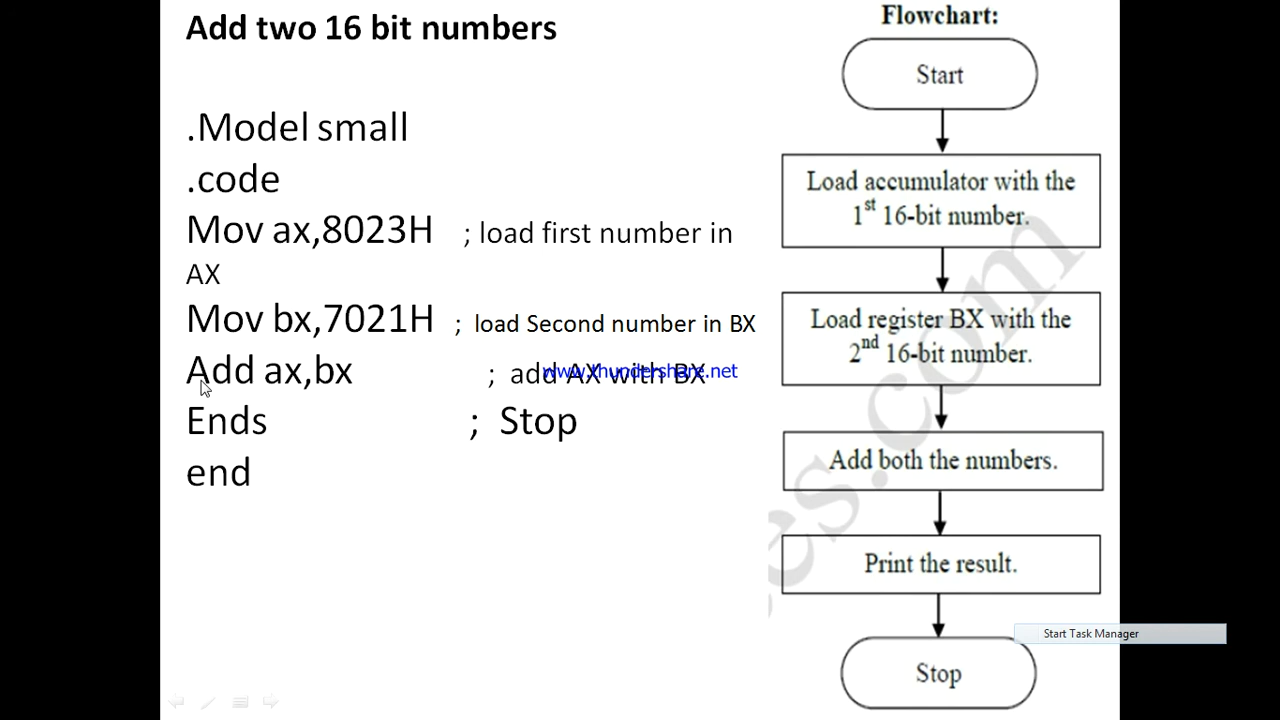 Add two 16 bit numbers
.Model small
.code
Mov ax,8023H ; load first number in
AX
Mov bx,7021H ; load Second number in BX
Add ax,bx ; add AX with BX
www.thundershare.net
Ends ; Stop
end
Flowchart:
Start
Load accumulator with the
1st 16-bit number.
Load register BX with the
2nd 16-bit number.
Add both the numbers.
Print the result.
Stop
Start Task Manager
es.com